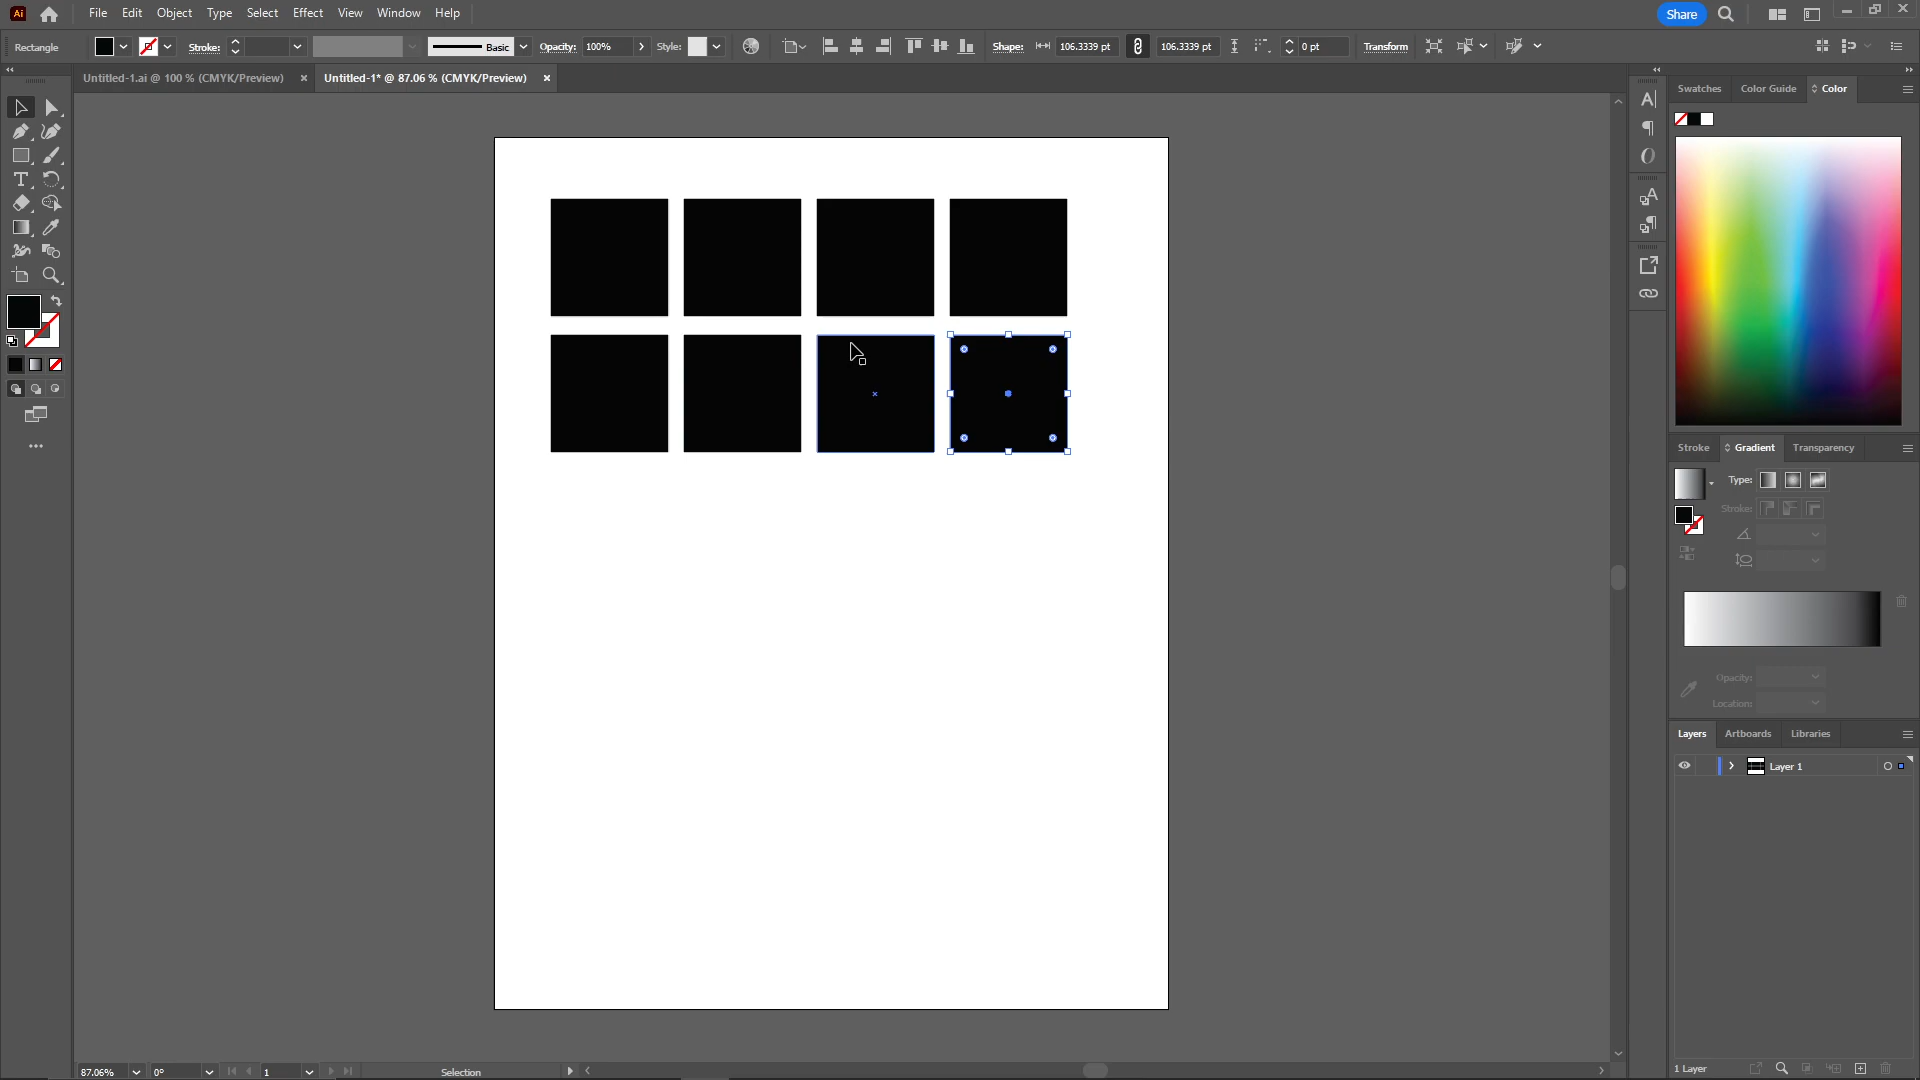 Ai File Edit Object Type Select Effect View Window Help Share
Rectangle Stroke: Basic Opacity: 100% Style: Shape: 106.3339 pt 106.3339 pt 0 pt Transform
Untitled-1.ai @ 100 % (CMYK/Preview) Untitled-1* @ 87.06 % (CMYK/Preview)
Swatches Color Guide Color
Stroke Gradient Transparency
Type:
Stroke:
Opacity:
Location:
Layers Artboards Libraries
Layer 1
87.06% 0° 1 Selection 1 Layer